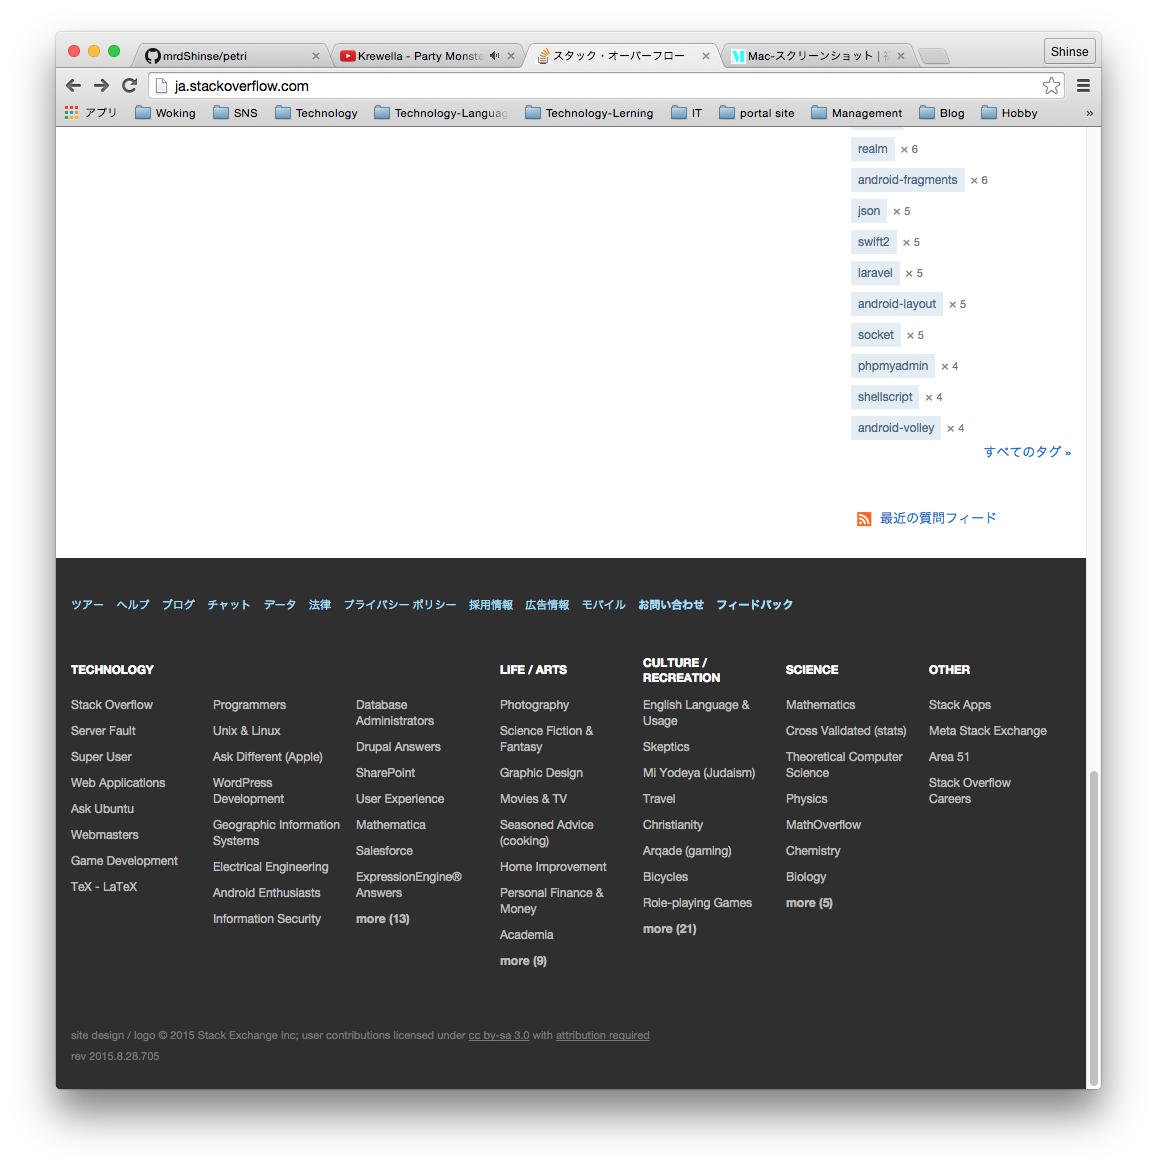 mrdShinse/petri
Krewella - Party Monste
スタック・オーバーフロー
Mac-スクリーンショット |
Shinse
ja.stackoverflow.com
アプリ
Woking
SNS
Technology
Technology-Languag
Technology-Lerning
IT
portal site
Management
Blog
Hobby
»
realm × 6
android-fragments × 6
json × 5
swift2 × 5
laravel × 5
android-layout × 5
socket × 5
phpmyadmin × 4
shellscript × 4
android-volley × 4
すべてのタグ »
最近の質問フィード
ツアー ヘルプ ブログ チャット データ 法律 プライバシー ポリシー 採用情報 広告情報 モバイル お問い合わせ フィードバック
TECHNOLOGY
Stack Overflow
Server Fault
Super User
Web Applications
Ask Ubuntu
Webmasters
Game Development
TeX - LaTeX
Programmers
Unix & Linux
Ask Different (Apple)
WordPress
Development
Geographic Information
Systems
Electrical Engineering
Android Enthusiasts
Information Security
Database
Administrators
Drupal Answers
SharePoint
User Experience
Mathematica
Salesforce
ExpressionEngine®
Answers
more (13)
LIFE / ARTS
Photography
Science Fiction &
Fantasy
Graphic Design
Movies & TV
Seasoned Advice
(cooking)
Home Improvement
Personal Finance &
Money
Academia
more (9)
CULTURE /
RECREATION
English Language &
Usage
Skeptics
Mi Yodeya (Judaism)
Travel
Christianity
Arqade (gaming)
Bicycles
Role-playing Games
more (21)
SCIENCE
Mathematics
Cross Validated (stats)
Theoretical Computer
Science
Physics
MathOverflow
Chemistry
Biology
more (5)
OTHER
Stack Apps
Meta Stack Exchange
Area 51
Stack Overflow
Careers
site design / logo © 2015 Stack Exchange Inc; user contributions licensed under cc by-sa 3.0 with attribution required
rev 2015.8.28.705